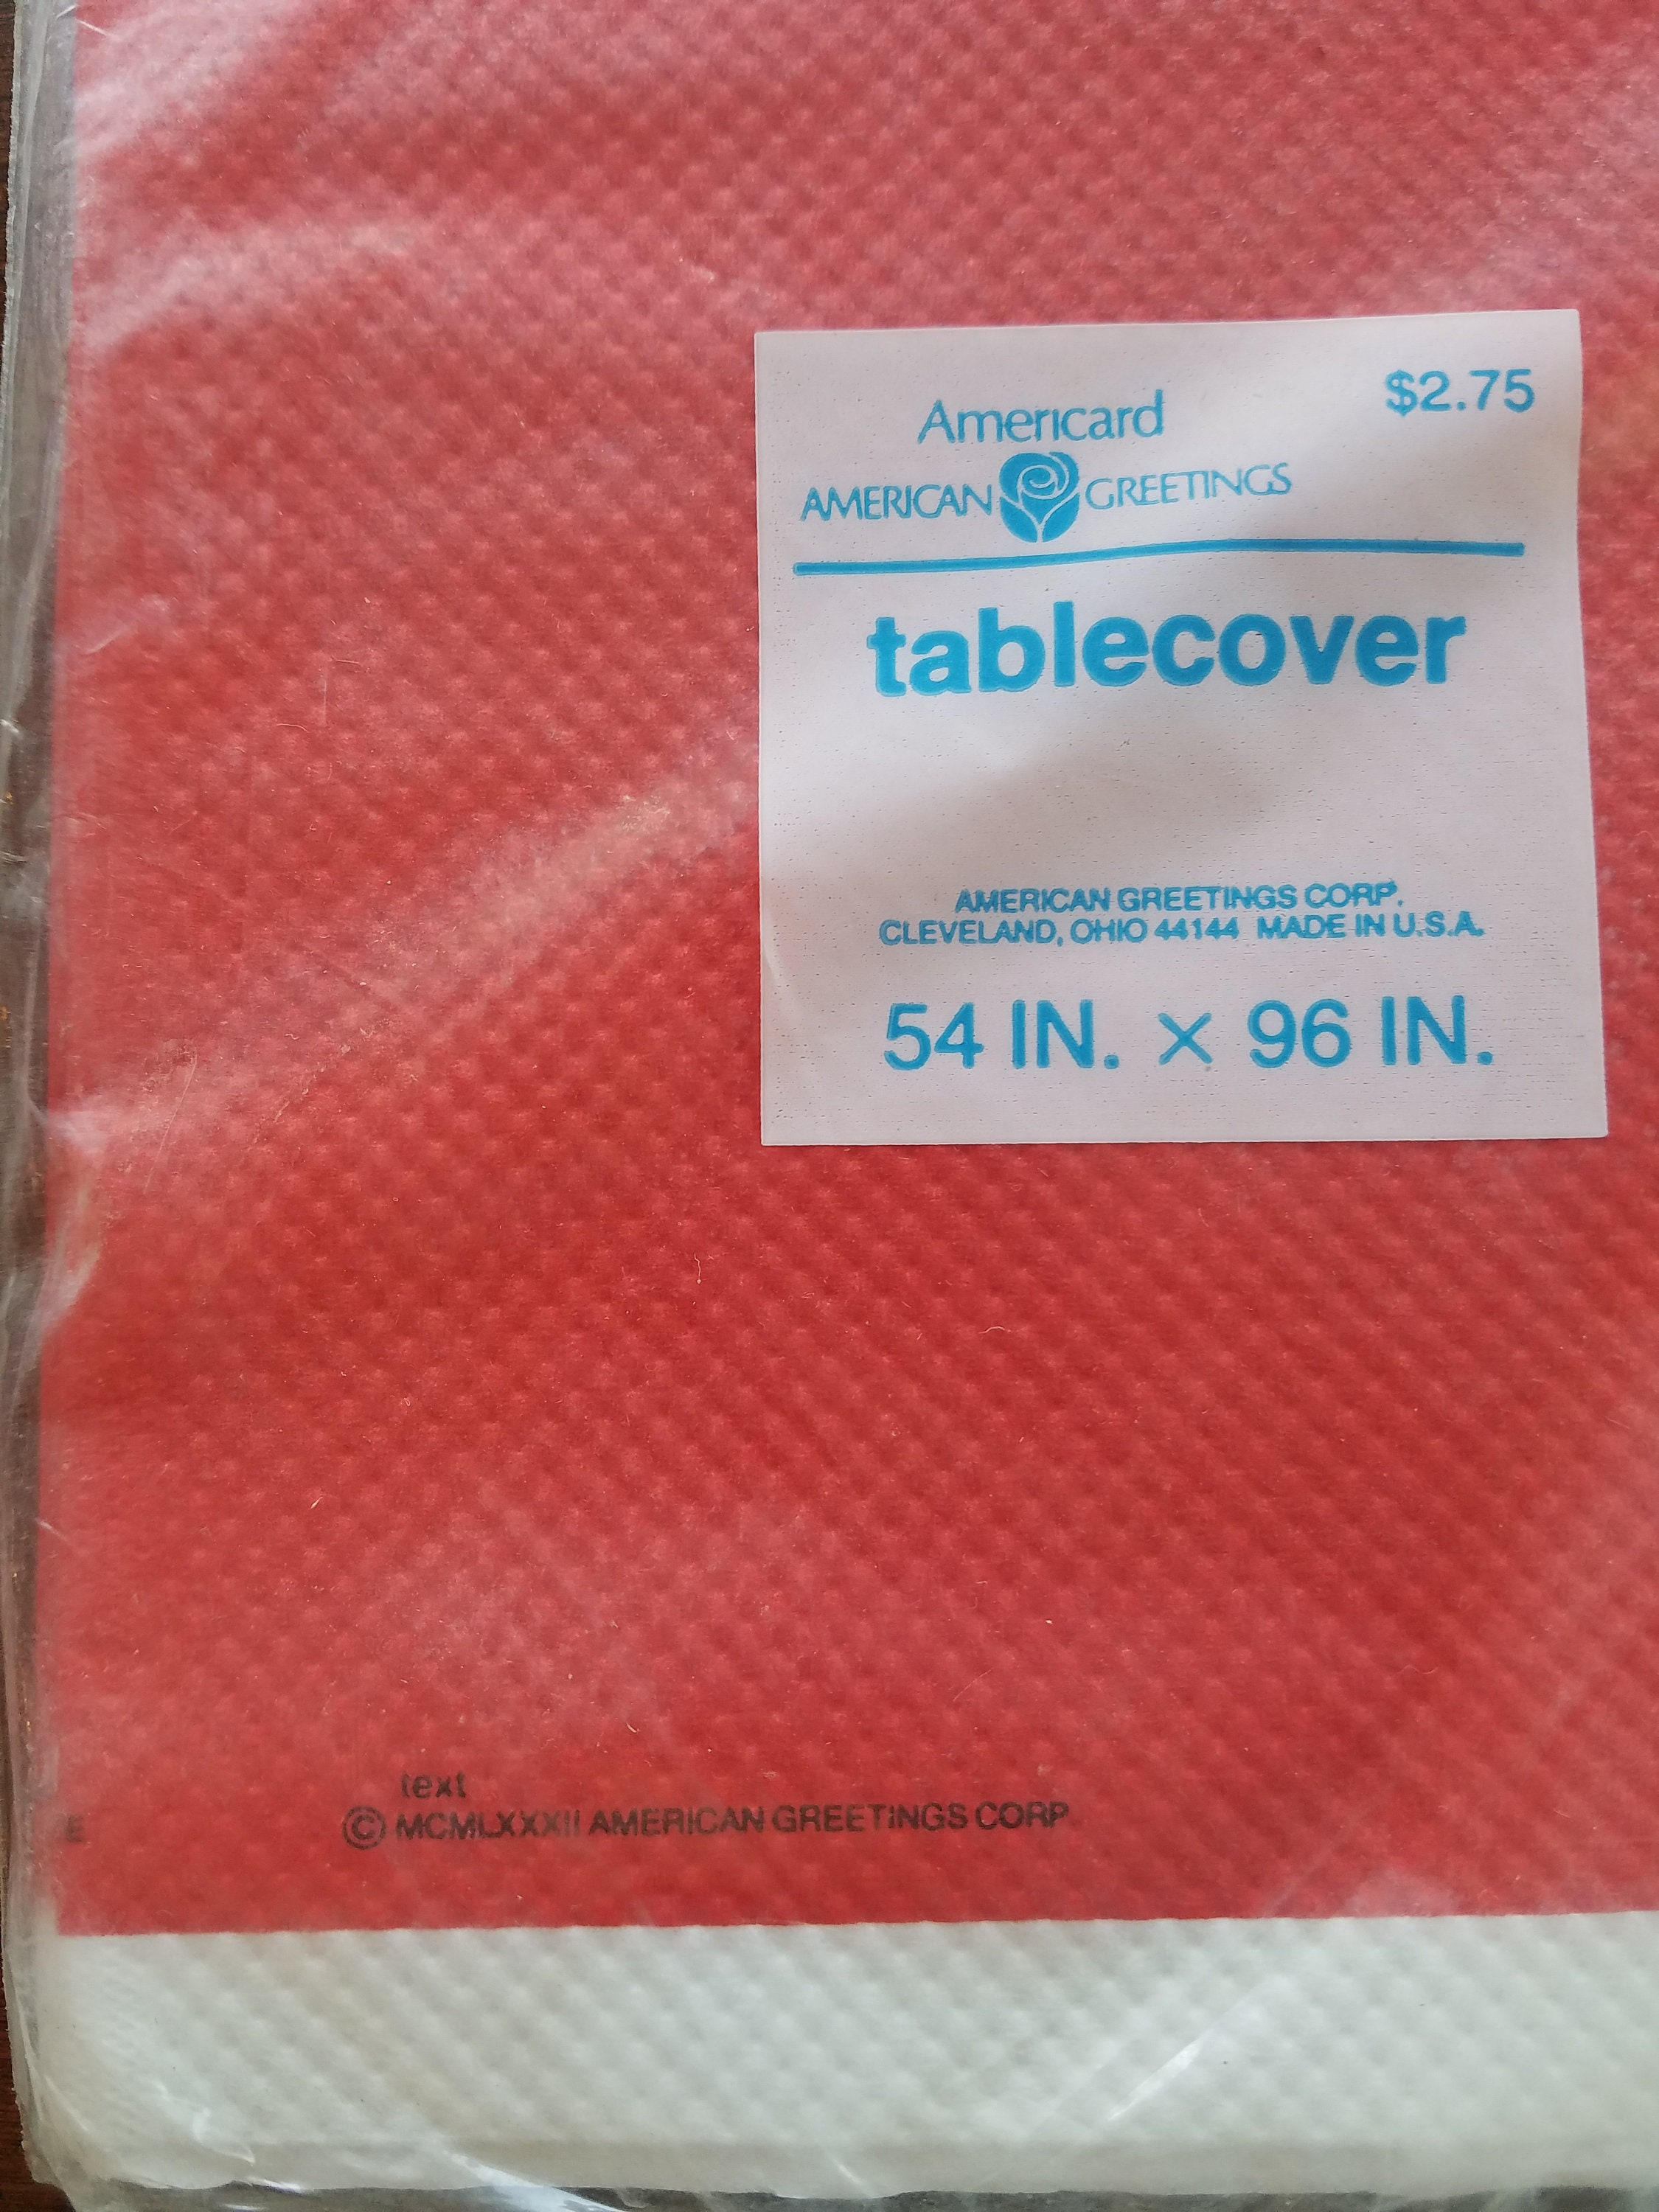 $2.75
Americard
AMERICAN GREETINGS
tablecover
AMERICAN GREETINGS CORP.
CLEVELAND, OHIO 44144 MADE IN U.S.A.
54 IN. × 96 IN.
text
E
© MCMLXXXII AMERICAN GREETINGS CORP